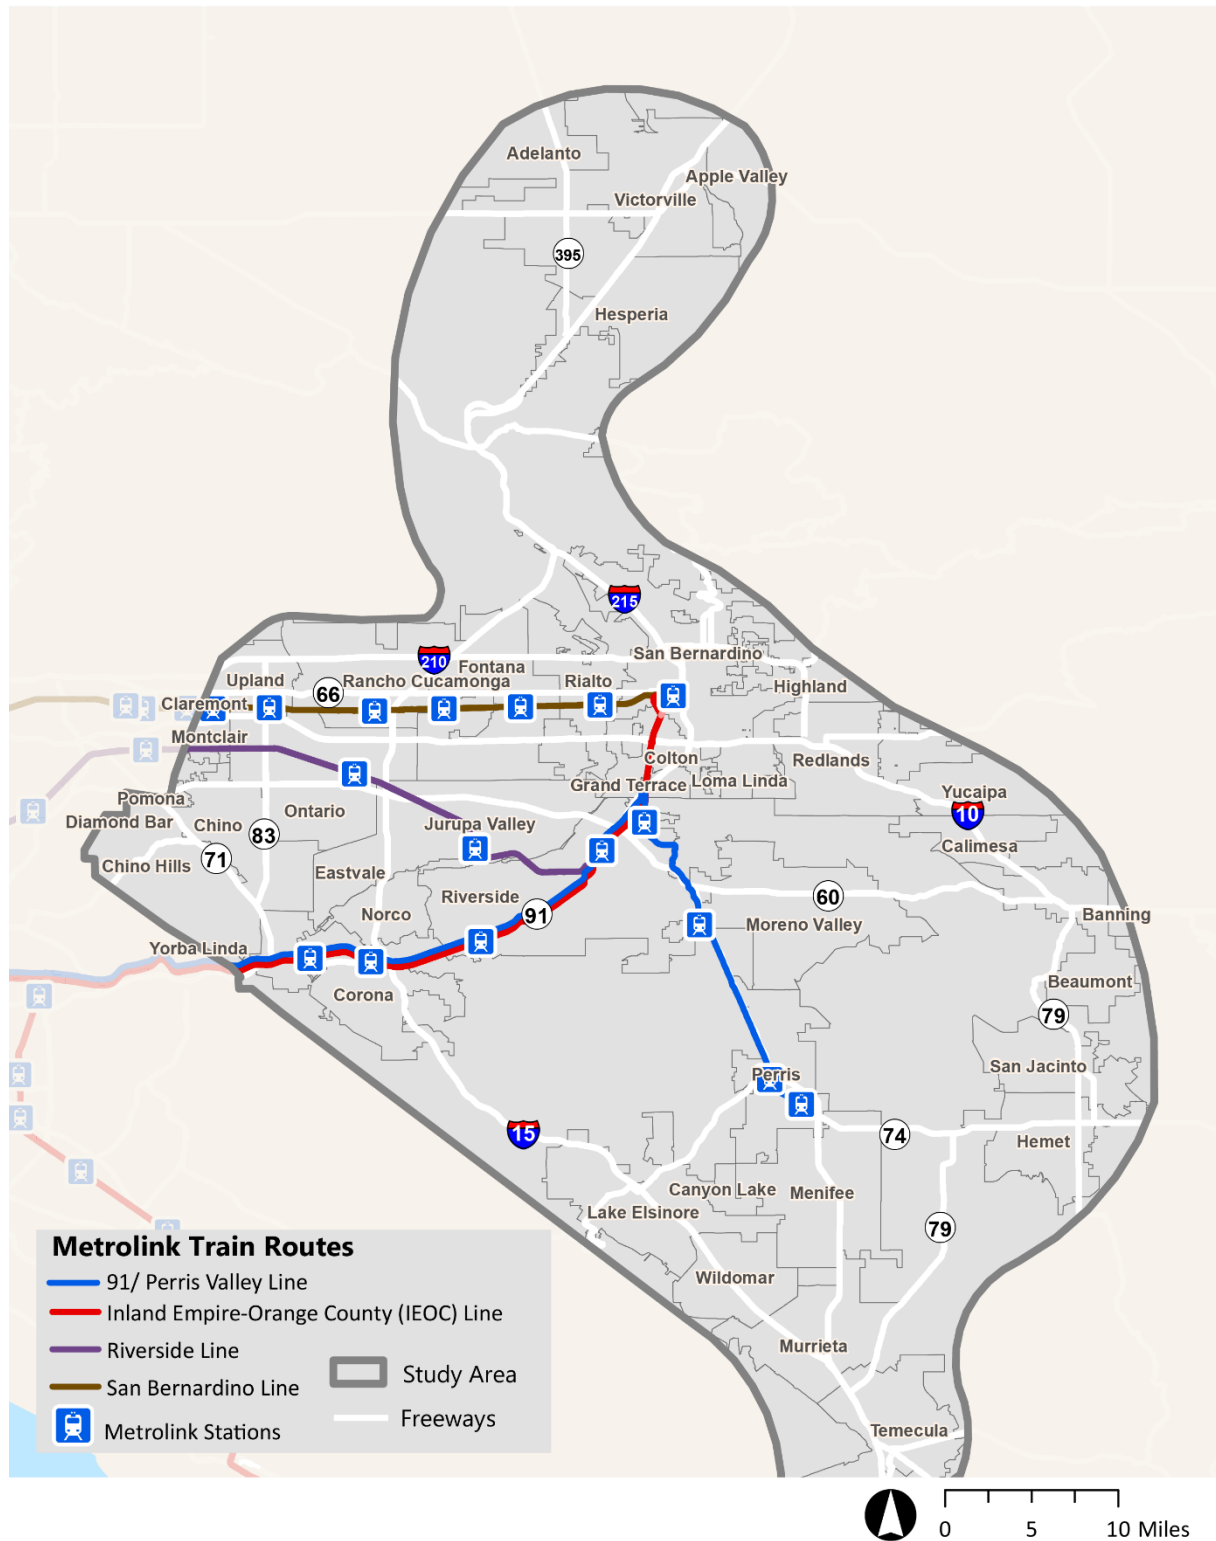 Adelanto
Apple Valley
Victorville
395
Hesperia
215
San Bernardino
210
Fontana
Upland
Rancho Cucamonga
Rialto
Highland
66
Claremont
Montclair
Colton
Redlands
Grand Terrace
Loma Linda
Yucaipa
Pomona
Ontario
10
Diamond Bar
Chino
Jurupa Valley
83
Calimesa
71
Chino Hills
Eastvale
Riverside
60
Norco
91
Banning
Moreno Valley
Yorba Linda
Beaumont
Corona
79
San Jacinto
Perris
15
74
Hemet
Canyon Lake
Menifee
Lake Elsinore
79
Wildomar
Murrieta
Temecula
Metrolink Train Routes
91/ Perris Valley Line
Inland Empire-Orange County (IEOC) Line
Riverside Line
San Bernardino Line
Metrolink Stations
Study Area
Freeways
0 5 10 Miles